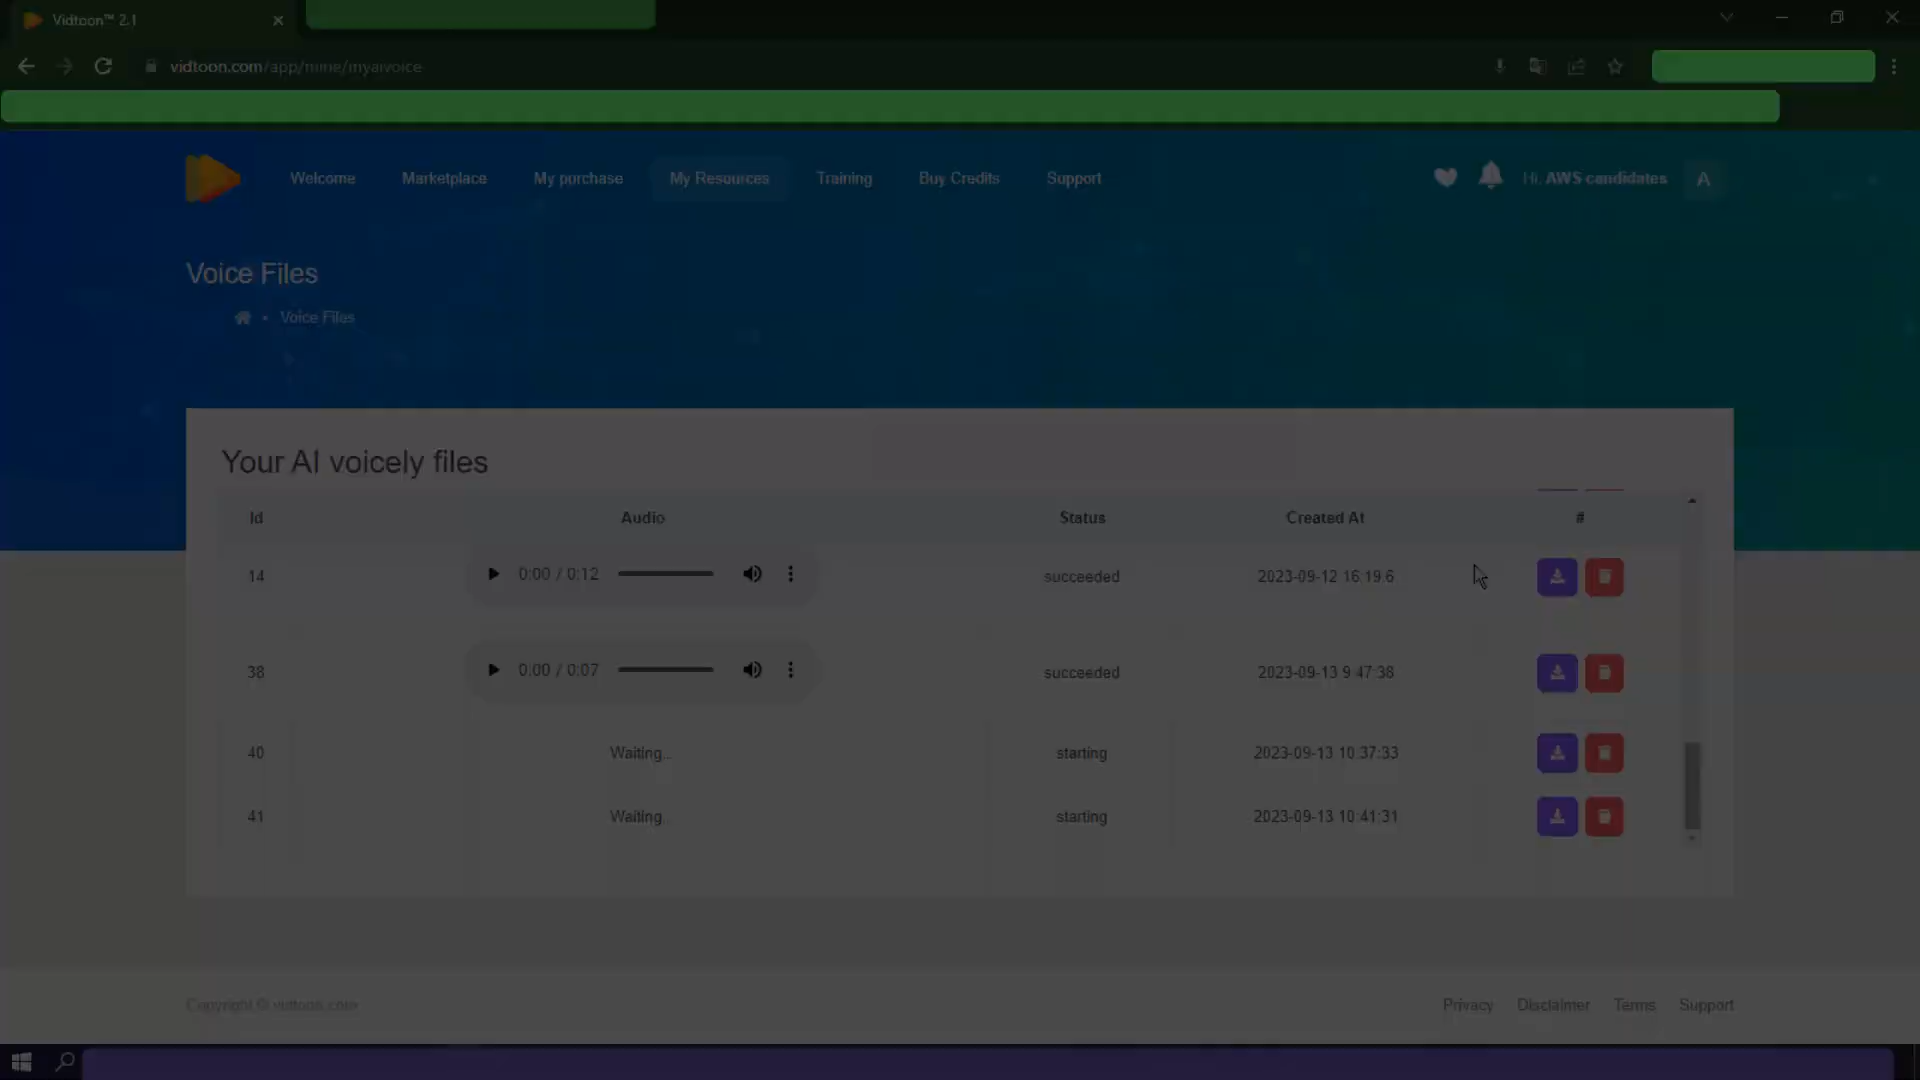 Vidtoon™ 2.1
vidtoon.com/app/mine/myaivoice
Welcome Marketplace My purchase My Resources Training Buy Credits Support Hi, AWS candidates A
Voice Files
• Voice Files
Your AI voicely files
Id Audio Status Created At #
14 0:00 / 0:12 succeeded 2023-09-12 16:19:6
38 0:00 / 0:07 succeeded 2023-09-13 9:47:38
40 Waiting... starting 2023-09-13 10:37:33
41 Waiting... starting 2023-09-13 10:41:31
Copyright © vidtoon.com Privacy Disclaimer Terms Support